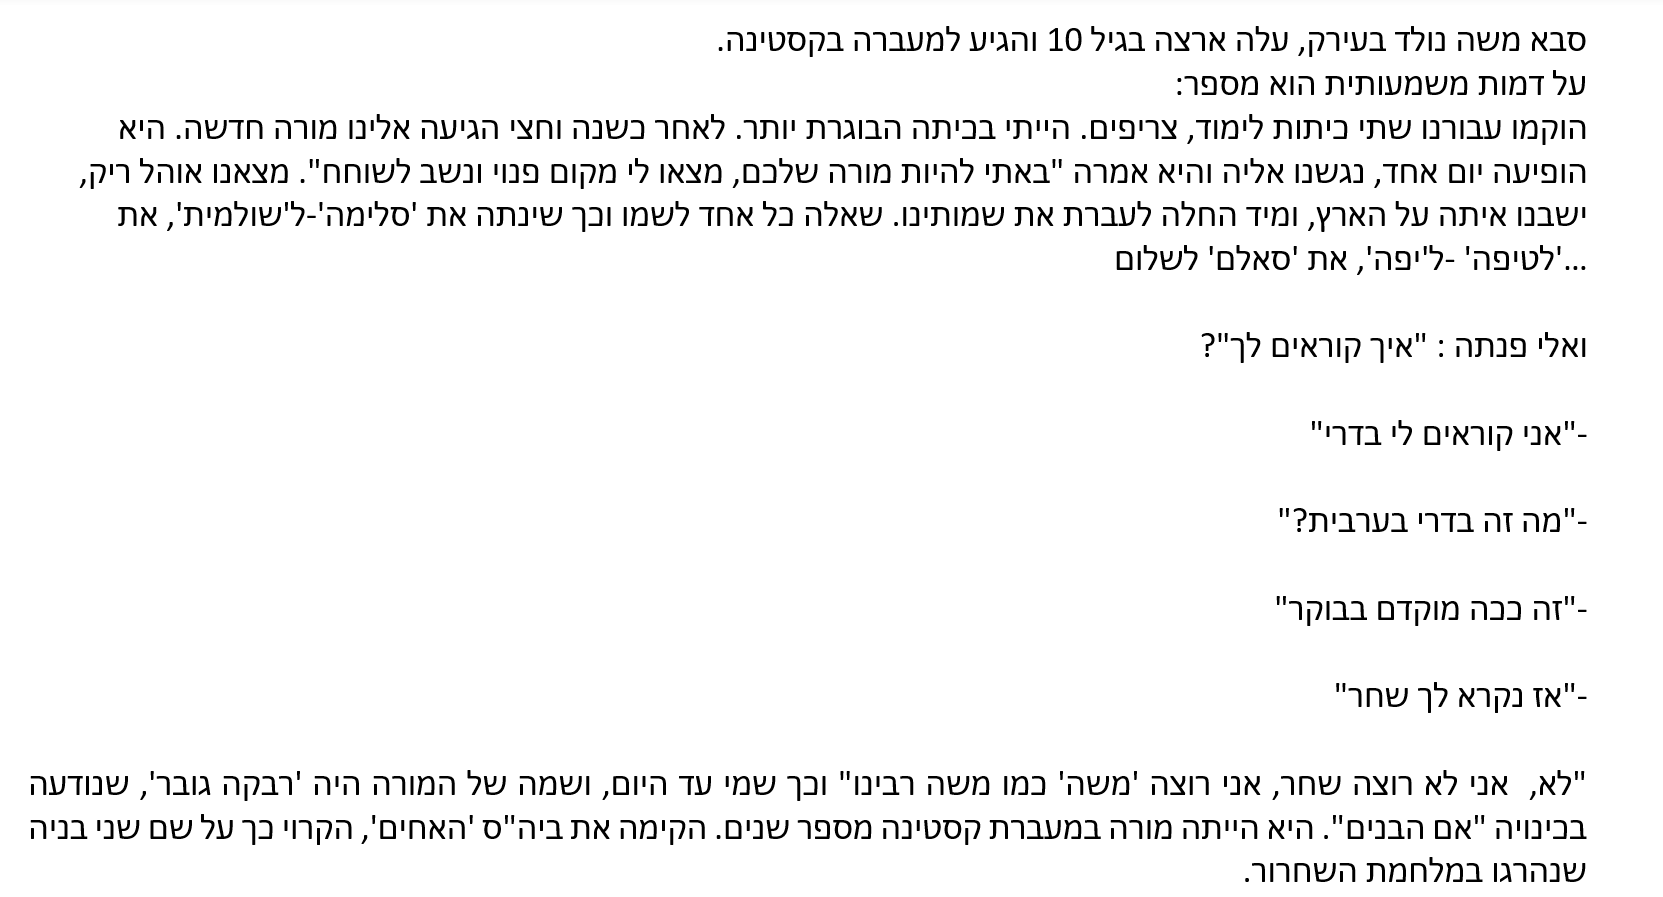 סבא משה נולד בעירק, עלה ארצה בגיל 10 והגיע למעברה בקסטינה.
על דמות משמעותית הוא מספר:
הוקמו עבורנו שתי כיתות לימוד, צריפים. הייתי בכיתה הבוגרת יותר. לאחר כשנה וחצי הגיעה אלינו מורה חדשה. היא
הופיעה יום אחד, נגשנו אליה והיא אמרה "באתי להיות מורה שלכם, מצאו לי מקום פנוי ונשב לשוחח". מצאנו אוהל ריק,
ישבנו איתה על הארץ, ומיד החלה לעברת את שמותינו. שאלה כל אחד לשמו וכך שינתה את 'סלימה'-ל'שולמית', את
...'לטיפה' -ל'יפה', את 'סאלם' לשלום
ואלי פנתה : "איך קוראים לך"?
-"אני קוראים לי בדרי"
-"מה זה בדרי בערבית?"
-"זה ככה מוקדם בבוקר"
-"אז נקרא לך שחר"
"לא, אני לא רוצה שחר, אני רוצה 'משה' כמו משה רבינו" וכך שמי עד היום, ושמה של המורה היה 'רבקה גובר', שנודעה
בכינויה "אם הבנים". היא הייתה מורה במעברת קסטינה מספר שנים. הקימה את ביה"ס 'האחים', הקרוי כך על שם שני בניה
שנהרגו במלחמת השחרור.